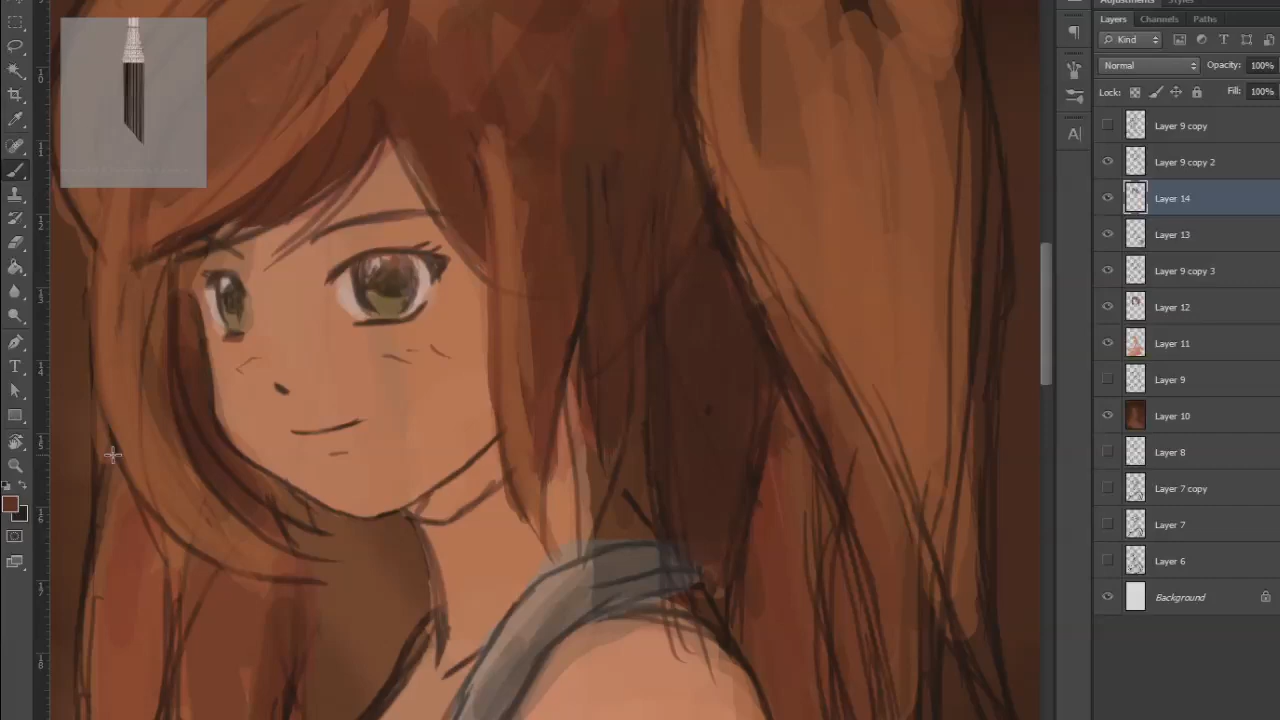 Adjustments Styles
Layers Channels Paths
Kind
Normal Opacity: 100%
Lock: Fill: 100%
Layer 9 copy
Layer 9 copy 2
Layer 14
Layer 13
Layer 9 copy 3
Layer 12
Layer 11
Layer 9
Layer 10
Layer 8
Layer 7 copy
Layer 7
Layer 6
Background